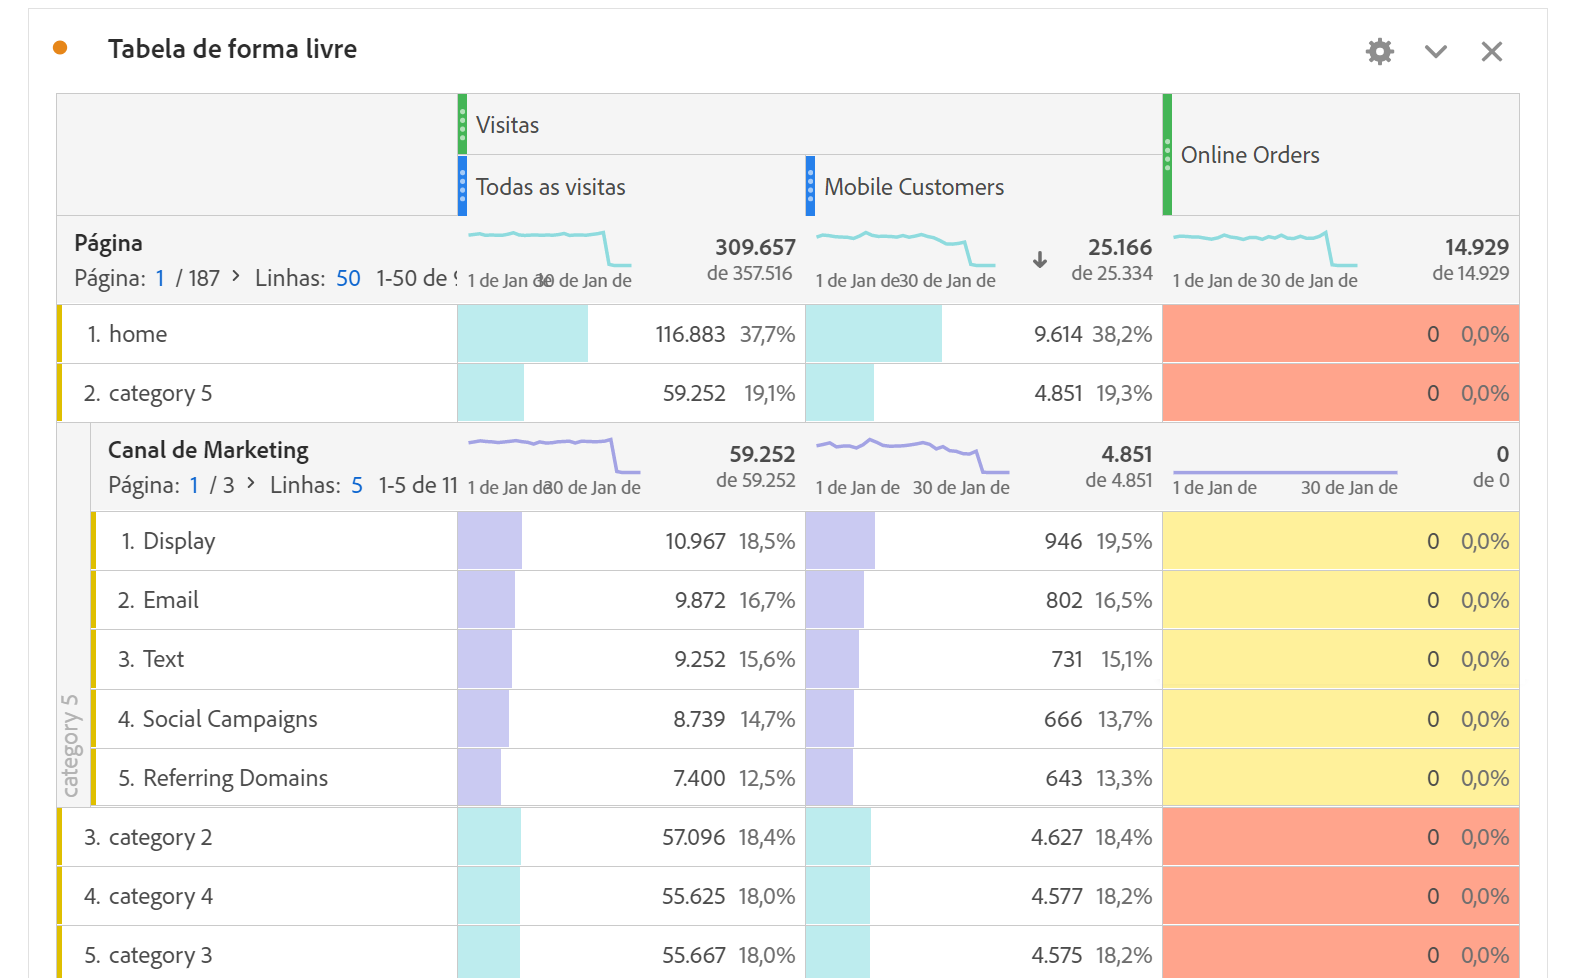 Tabela de forma livre
Visitas
Online Orders
Todas as visitas
Mobile Customers
Página
309.657
25.166
14.929
Página: 1 / 187 > Linhas: 50 1-50 de
1 de Jan de 30 de Jan de
de 357.516
1 de Jan de 30 de Jan de
de 25.334
1 de Jan de 30 de Jan de
de 14.929
1. home 116.883 37,7% 9.614 38,2% 0 0,0%
2. category 5 59.252 19,1% 4.851 19,3% 0 0,0%
category 5
Canal de Marketing
59.252
4.851
0
Página: 1 / 3 > Linhas: 5 1-5 de 11
1 de Jan de 30 de Jan de
de 59.252
1 de Jan de 30 de Jan de
de 4.851
1 de Jan de 30 de Jan de
de 0
1. Display 10.967 18,5% 946 19,5% 0 0,0%
2. Email 9.872 16,7% 802 16,5% 0 0,0%
3. Text 9.252 15,6% 731 15,1% 0 0,0%
4. Social Campaigns 8.739 14,7% 666 13,7% 0 0,0%
5. Referring Domains 7.400 12,5% 643 13,3% 0 0,0%
3. category 2 57.096 18,4% 4.627 18,4% 0 0,0%
4. category 4 55.625 18,0% 4.577 18,2% 0 0,0%
5. category 3 55.667 18,0% 4.575 18,2% 0 0,0%